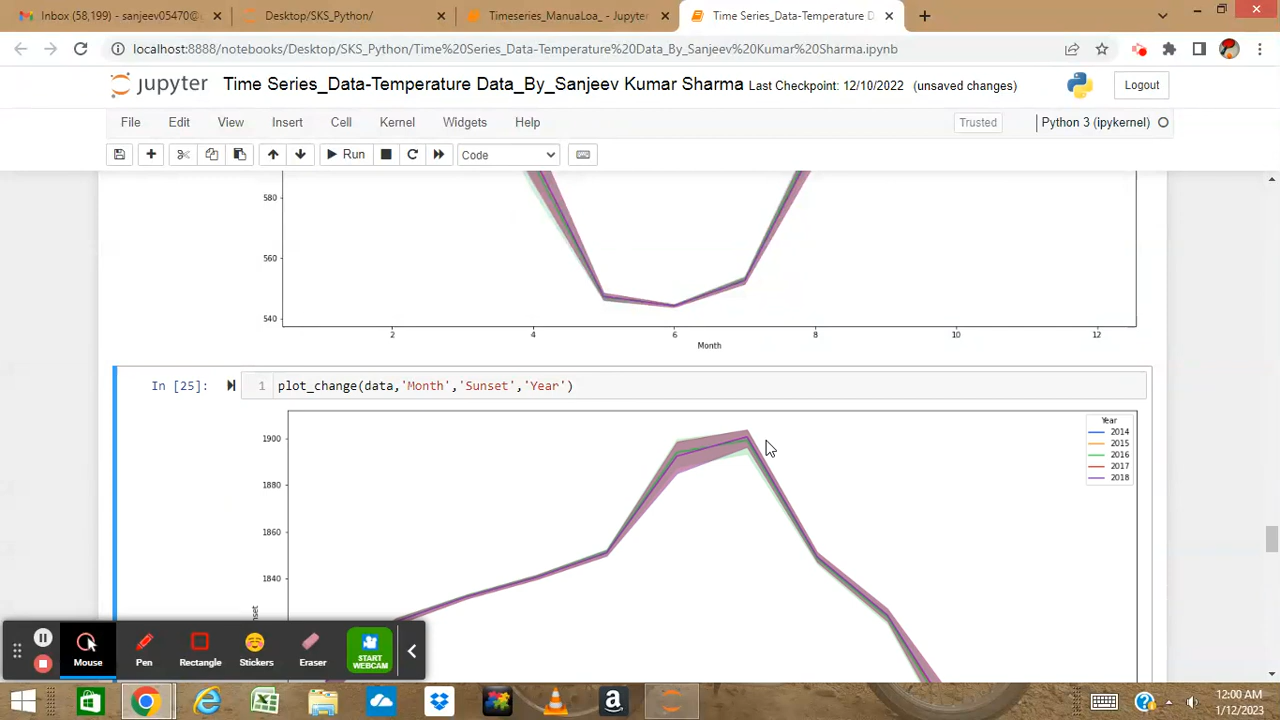 Inbox (58,199) - sanjeev05470@
Desktop/SKS_Python/
Timeseries_ManuaLoa_ - Jupyter
Time Series_Data-Temperature D
localhost:8888/notebooks/Desktop/SKS_Python/Time%20Series_Data-Temperature%20Data_By_Sanjeev%20Kumar%20Sharma.ipynb
jupyter Time Series_Data-Temperature Data_By_Sanjeev Kumar Sharma Last Checkpoint: 12/10/2022 (unsaved changes) Logout
File Edit View Insert Cell Kernel Widgets Help Trusted Python 3 (ipykernel)
Run Code
580
560
540
2 4 6 8 10 12
Month
In [25]: 1 plot_change(data,'Month','Sunset','Year')
Year
2014
2015
2016
2017
2018
1900
1880
1860
1840
Mouse Pen Rectangle Stickers Eraser START WEBCAM
12:00 AM
1/12/2023